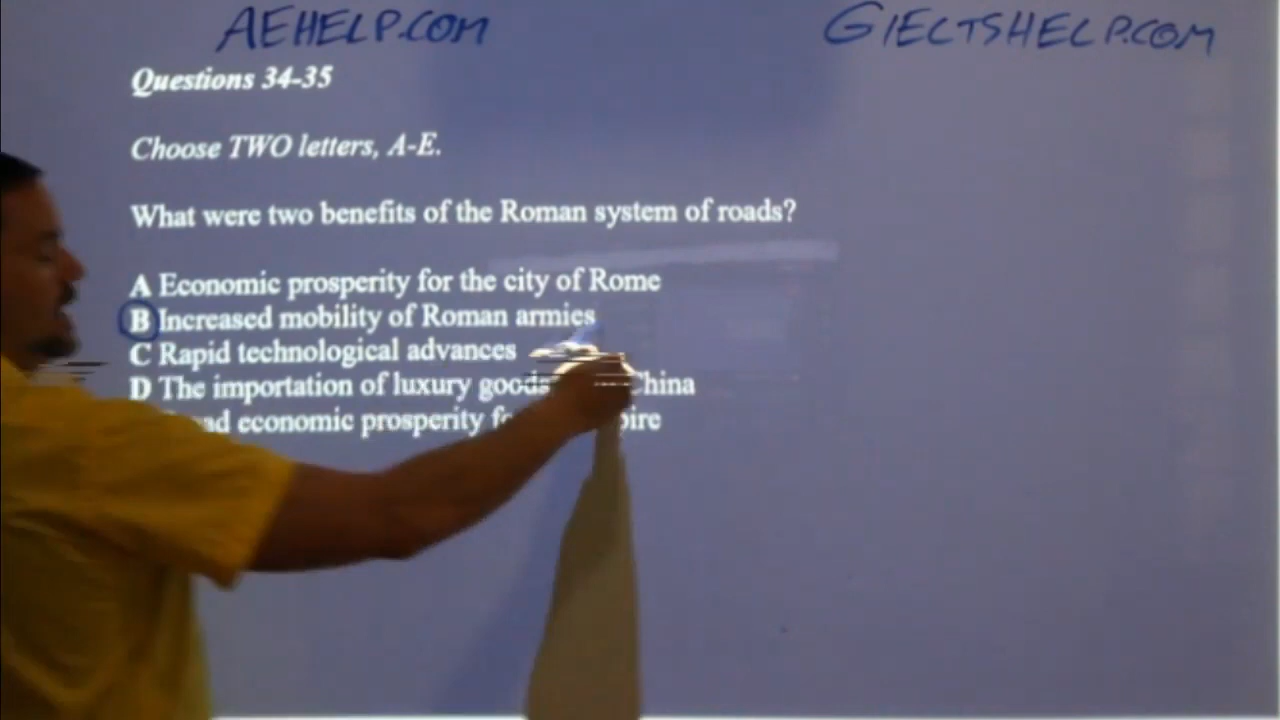 AEHELP.COM
GIELTSHELP.COM
Questions 34-35
Choose TWO letters, A-E.
What were two benefits of the Roman system of roads?
A Economic prosperity for the city of Rome
B Increased mobility of Roman armies
C Rapid technological advances
D The importation of luxury goods China
economic prosperity